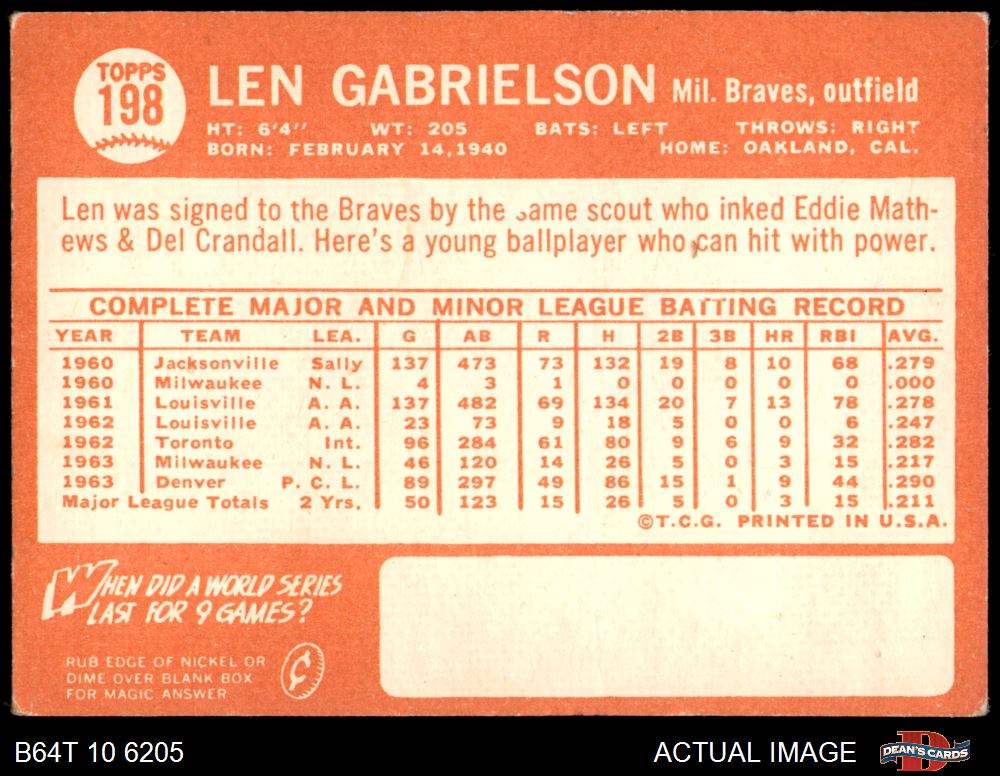 TOPPS
198
LEN GABRIELSON Mil. Braves, outfield
HT: 6'4" WT: 205 BATS: LEFT THROWS: RIGHT
BORN: FEBRUARY 14, 1940 HOME: OAKLAND, CAL.
Len was signed to the Braves by the same scout who inked Eddie Math-
ews & Del Crandall. Here's a young ballplayer who can hit with power.
COMPLETE MAJOR AND MINOR LEAGUE BATTING RECORD
YEAR TEAM LEA. G AB R H 2B 3B HR RBI AVG.
1960 Jacksonville Sally 137 473 73 132 19 8 10 68 .279
1960 Milwaukee N. L. 4 3 1 0 0 0 0 0 .000
1961 Louisville A. A. 137 482 69 134 20 7 13 78 .278
1962 Louisville A. A. 23 73 9 18 5 0 0 6 .247
1962 Toronto Int. 96 284 61 80 9 6 9 32 .282
1963 Milwaukee N. L. 46 120 14 26 5 0 3 15 .217
1963 Denver P. C. L. 89 297 49 86 15 1 9 44 .290
Major League Totals 2 Yrs. 50 123 15 26 5 0 3 15 .211
©T.C.G. PRINTED IN U.S.A.
WHEN DID A WORLD SERIES
LAST FOR 9 GAMES?
RUB EDGE OF NICKEL OR
DIME OVER BLANK BOX
FOR MAGIC ANSWER
¢
B64T 10 6205 ACTUAL IMAGE DEAN'S CARDS